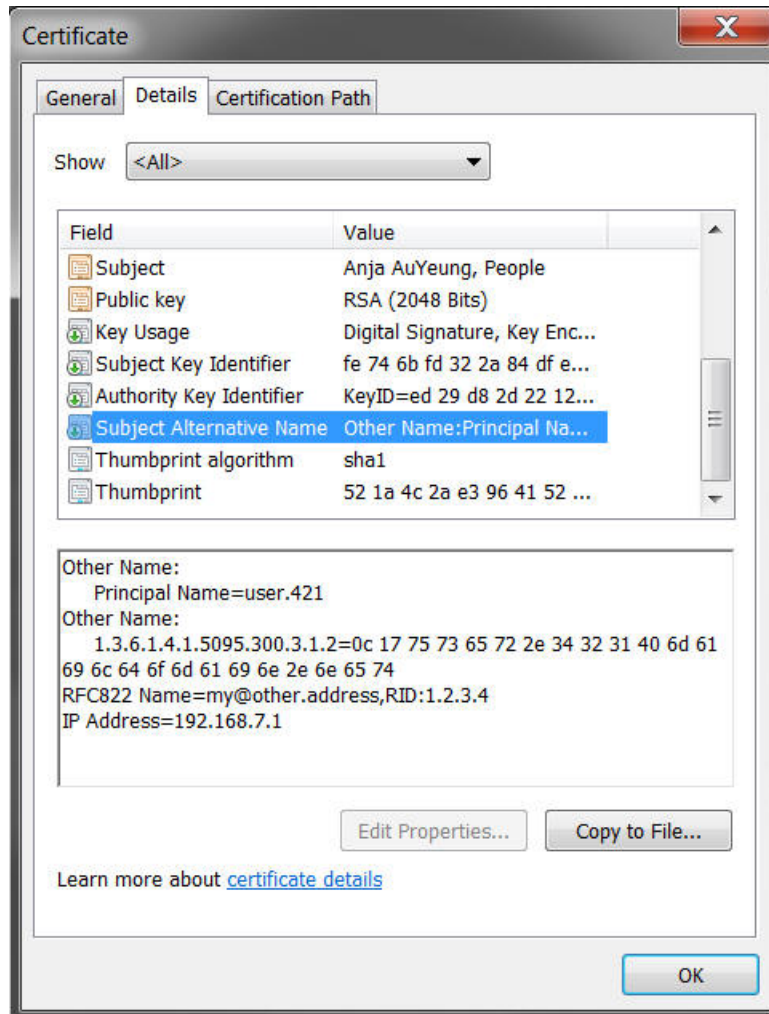 Certificate
General Details Certification Path
Show <All>
Field Value
Subject Anja AuYeung, People
Public key RSA (2048 Bits)
Key Usage Digital Signature, Key Enc...
Subject Key Identifier fe 74 6b fd 32 2a 84 df e...
Authority Key Identifier KeyID=ed 29 d8 2d 22 12...
Subject Alternative Name Other Name:Principal Na...
Thumbprint algorithm sha1
Thumbprint 52 1a 4c 2a e3 96 41 52 ...
Other Name:
Principal Name=user.421
Other Name:
1.3.6.1.4.1.5095.300.3.1.2=0c 17 75 73 65 72 2e 34 32 31 40 6d 61
69 6c 64 6f 6d 61 69 6e 2e 6e 65 74
RFC822 Name=my@other.address,RID:1.2.3.4
IP Address=192.168.7.1
Edit Properties... Copy to File...
Learn more about certificate details
OK